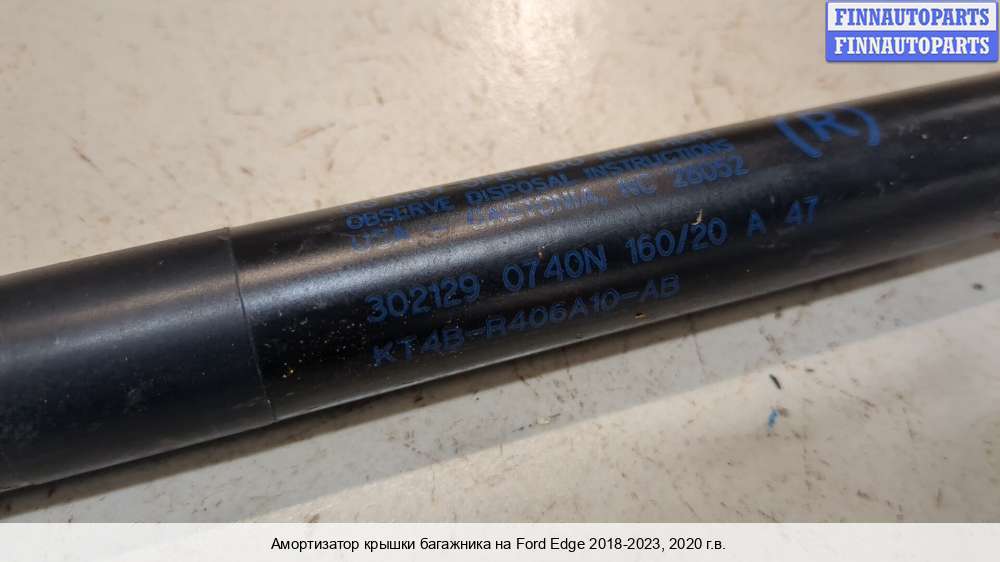 FINNAUTOPARTS
FINNAUTOPARTS
(R)
OBSERVE DISPOSAL INSTRUCTIONS
USA - GASTONIA, NC 28052
302129 0740N 160/20 A 47
KT4B-R406A10-AB
Амортизатор крышки багажника на Ford Edge 2018-2023, 2020 г.в.